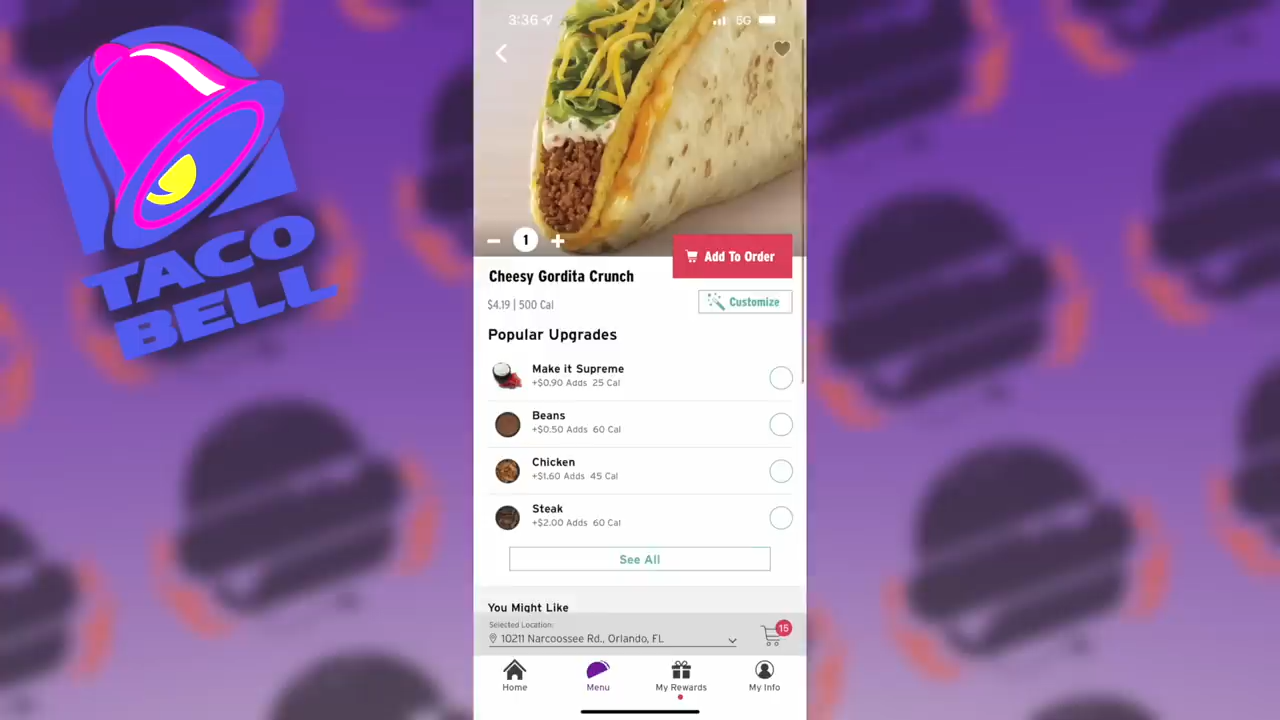 TACO
BELL
3:36
5G
1
Add To Order
Cheesy Gordita Crunch
$4.19 | 500 Cal
Customize
Popular Upgrades
Make it Supreme
+$0.90 Adds 25 Cal
Beans
+$0.50 Adds 60 Cal
Chicken
+$1.60 Adds 45 Cal
Steak
+$2.00 Adds 60 Cal
See All
You Might Like
Selected Location:
10211 Narcoossee Rd., Orlando, FL
15
Home
Menu
My Rewards
My Info